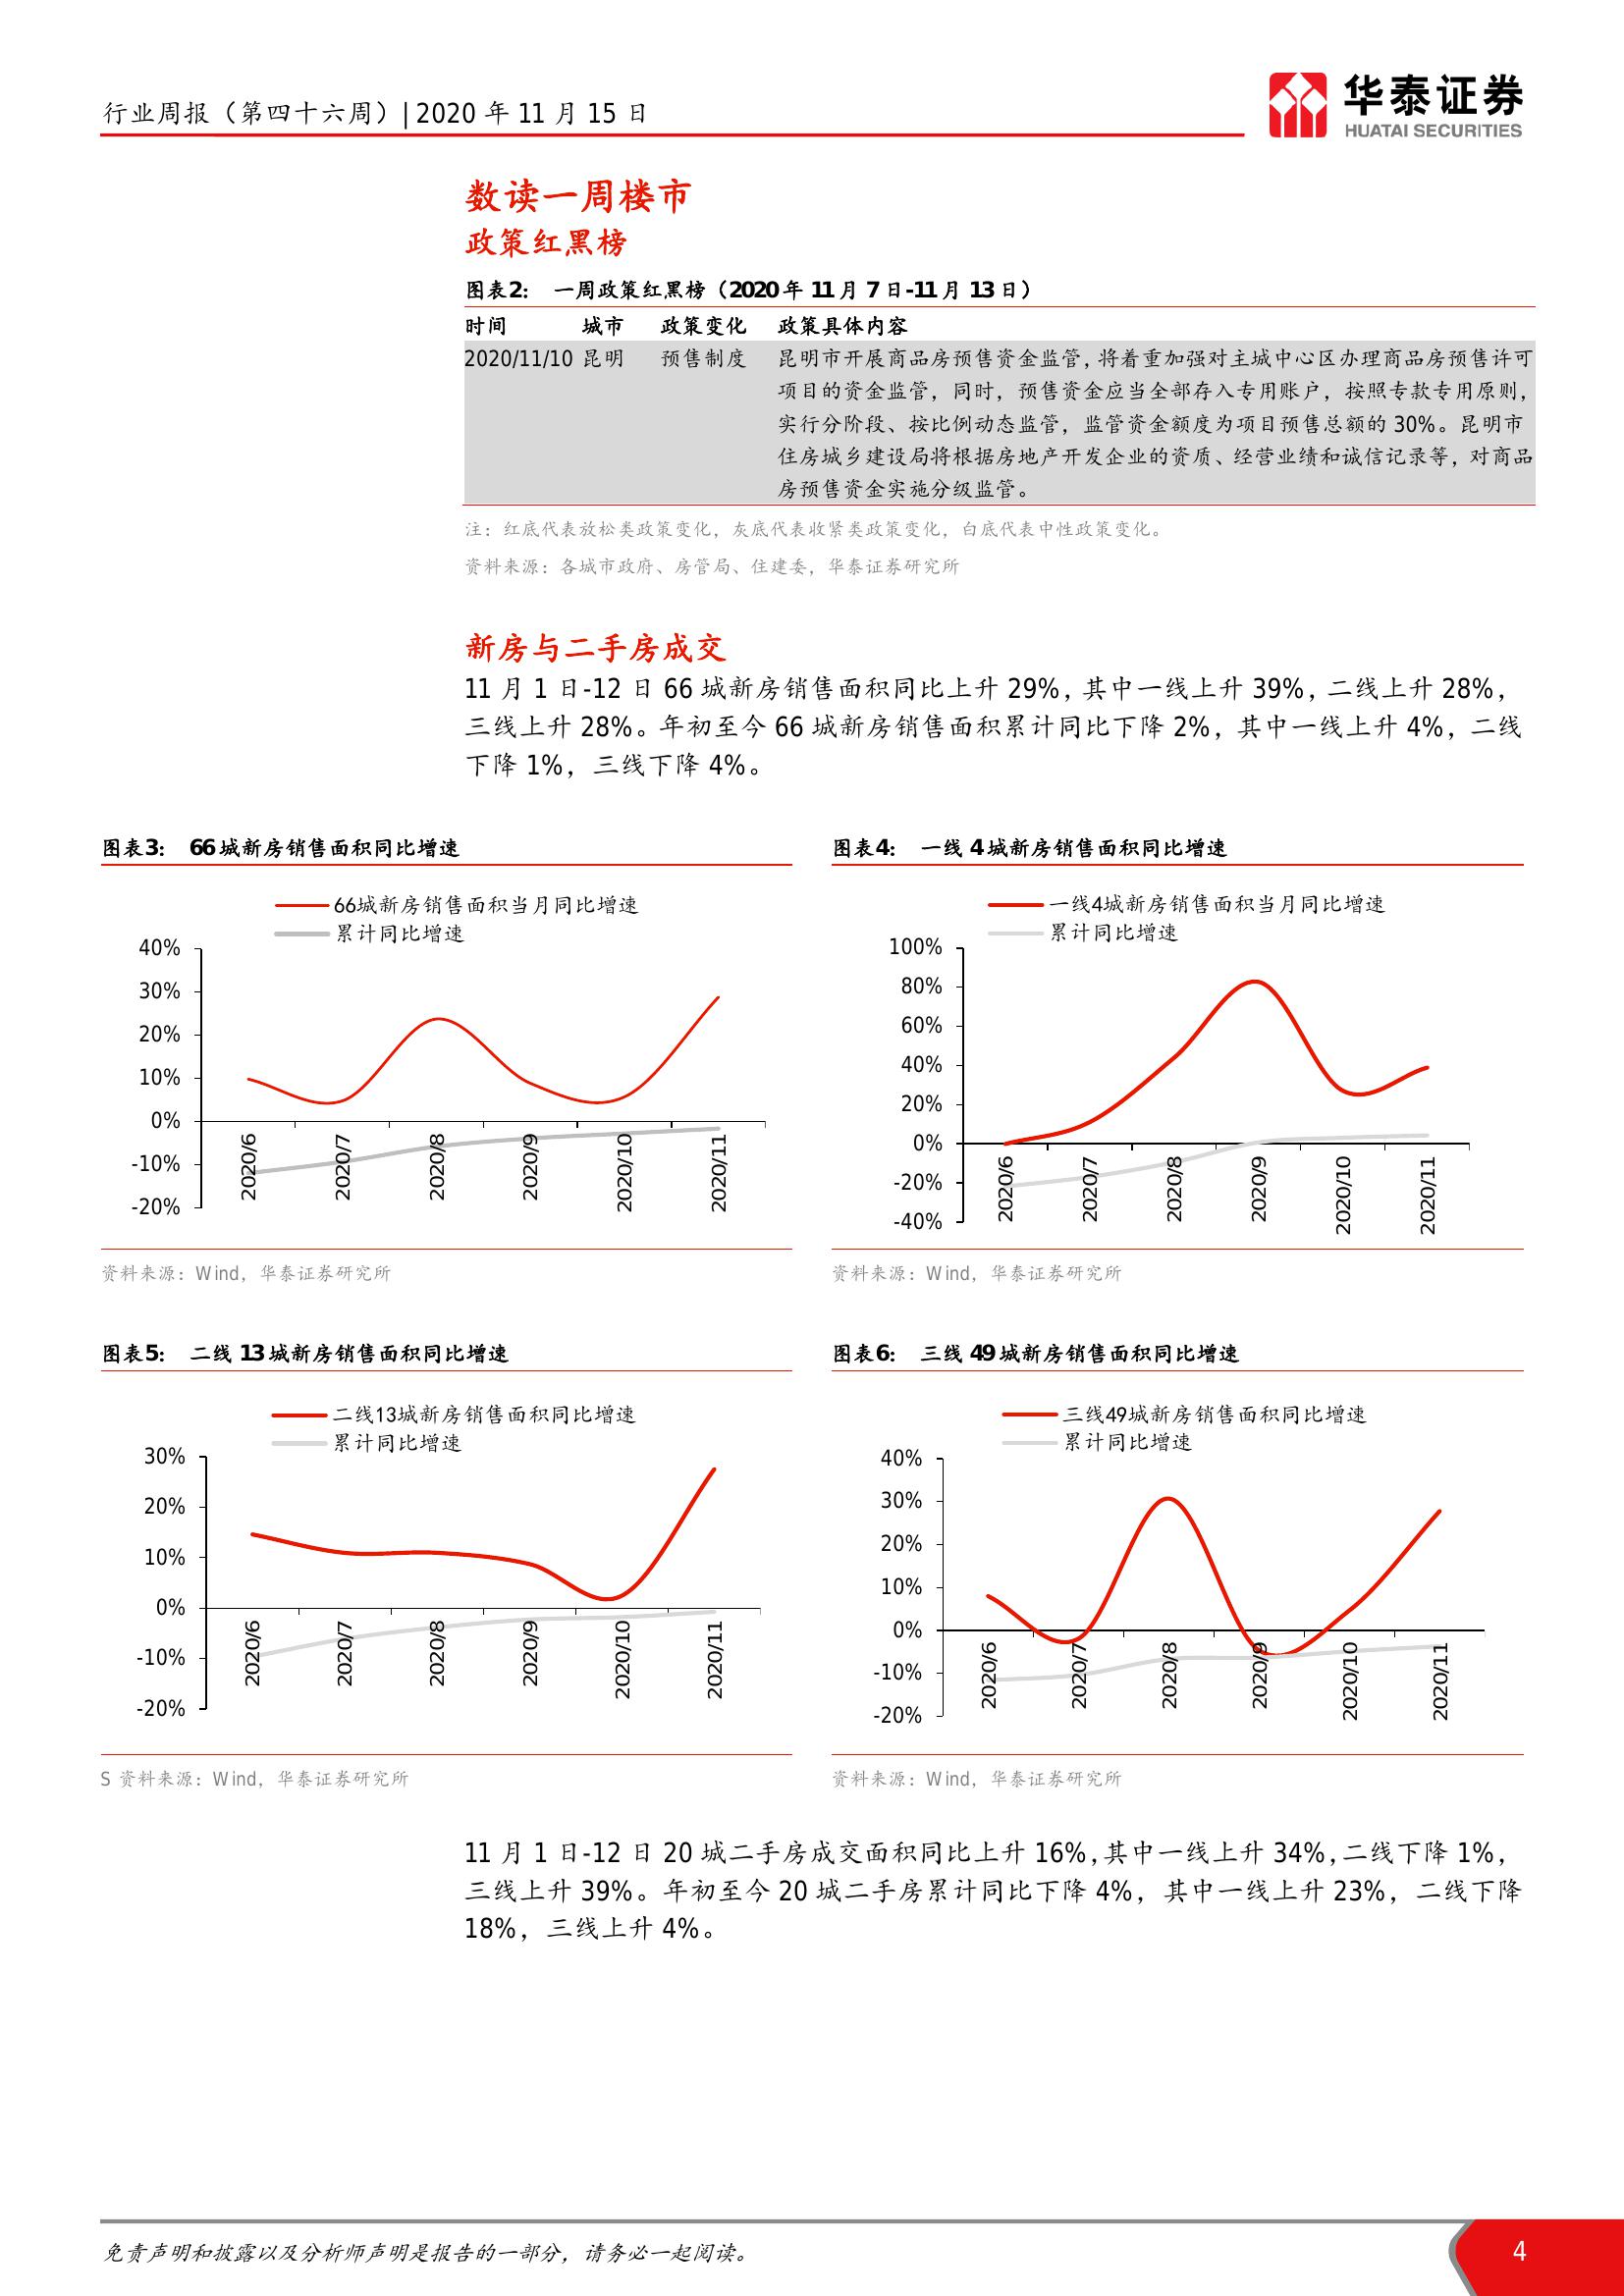 行业周报（第四十六周）| 2020 年 11 月 15 日
华泰证券
HUATAI SECURITIES
数读一周楼市
政策红黑榜
图表2： 一周政策红黑榜（2020 年 11 月 7 日-11 月 13 日）
时间 城市 政策变化 政策具体内容
2020/11/10 昆明 预售制度 昆明市开展商品房预售资金监管，将着重加强对主城中心区办理商品房预售许可
项目的资金监管，同时，预售资金应当全部存入专用账户，按照专款专用原则，
实行分阶段、按比例动态监管，监管资金额度为项目预售总额的 30%。昆明市
住房城乡建设局将根据房地产开发企业的资质、经营业绩和诚信记录等，对商品
房预售资金实施分级监管。
注：红底代表放松类政策变化，灰底代表收紧类政策变化，白底代表中性政策变化。
资料来源：各城市政府、房管局、住建委，华泰证券研究所
新房与二手房成交
11 月 1 日-12 日 66 城新房销售面积同比上升 29%，其中一线上升 39%，二线上升 28%，
三线上升 28%。年初至今 66 城新房销售面积累计同比下降 2%，其中一线上升 4%，二线
下降 1%，三线下降 4%。
图表3： 66 城新房销售面积同比增速
66城新房销售面积当月同比增速
累计同比增速
40%
30%
20%
10%
0%
-10%
-20%
2020/6
2020/7
2020/8
2020/9
2020/10
2020/11
资料来源：Wind，华泰证券研究所
图表4： 一线 4 城新房销售面积同比增速
一线4城新房销售面积当月同比增速
累计同比增速
100%
80%
60%
40%
20%
0%
-20%
-40%
2020/6
2020/7
2020/8
2020/9
2020/10
2020/11
资料来源：Wind，华泰证券研究所
图表5： 二线 13 城新房销售面积同比增速
二线13城新房销售面积同比增速
累计同比增速
30%
20%
10%
0%
-10%
-20%
2020/6
2020/7
2020/8
2020/9
2020/10
2020/11
S 资料来源：Wind，华泰证券研究所
图表6： 三线 49 城新房销售面积同比增速
三线49城新房销售面积同比增速
累计同比增速
40%
30%
20%
10%
0%
-10%
-20%
2020/6
2020/7
2020/8
2020/9
2020/10
2020/11
资料来源：Wind，华泰证券研究所
11 月 1 日-12 日 20 城二手房成交面积同比上升 16%，其中一线上升 34%，二线下降 1%，
三线上升 39%。年初至今 20 城二手房累计同比下降 4%，其中一线上升 23%，二线下降
18%，三线上升 4%。
免责声明和披露以及分析师声明是报告的一部分，请务必一起阅读。
4